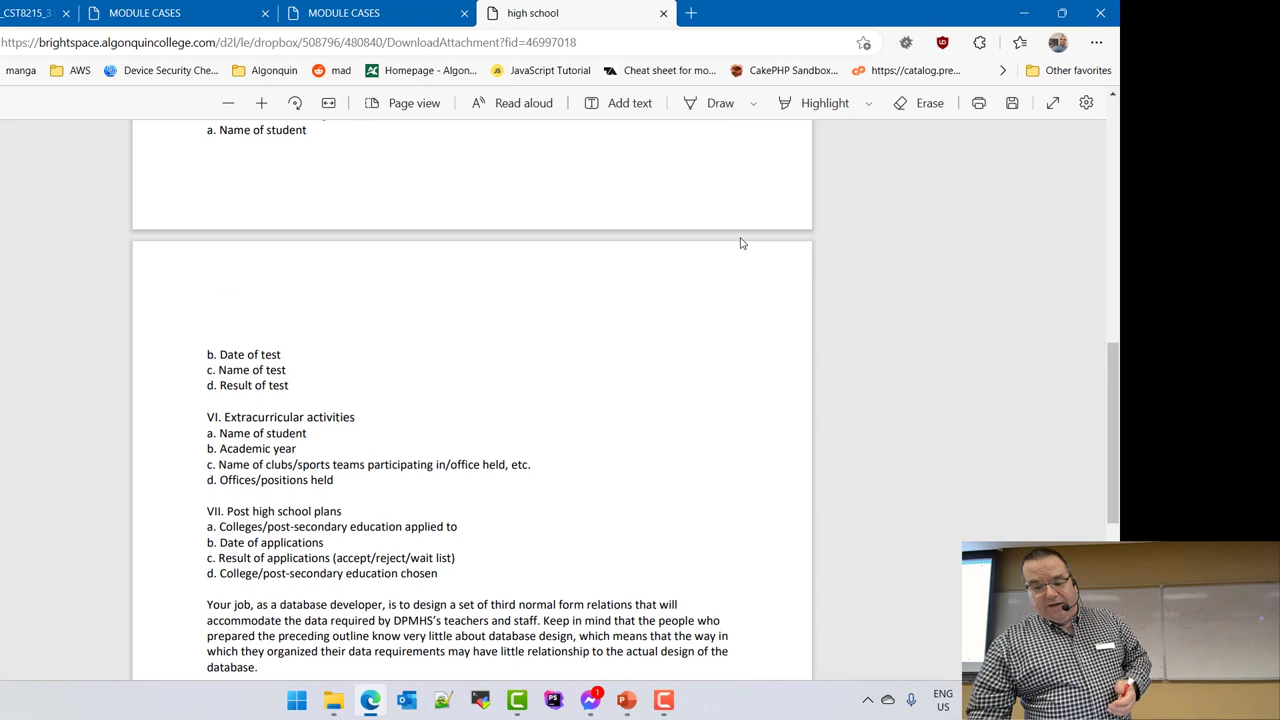 _CST8215_3
MODULE CASES
MODULE CASES
high school
https://brightspace.algonquincollege.com/d2l/le/dropbox/508796/480840/DownloadAttachment?fid=46997018
manga
AWS
Device Security Che...
Algonquin
mad
Homepage - Algon...
JavaScript Tutorial
Cheat sheet for mo...
CakePHP Sandbox...
https://catalog.pre...
Other favorites
Page view
Read aloud
Add text
Draw
Highlight
Erase
a. Name of student
b. Date of test
c. Name of test
d. Result of test
VI. Extracurricular activities
a. Name of student
b. Academic year
c. Name of clubs/sports teams participating in/office held, etc.
d. Offices/positions held
VII. Post high school plans
a. Colleges/post-secondary education applied to
b. Date of applications
c. Result of applications (accept/reject/wait list)
d. College/post-secondary education chosen
Your job, as a database developer, is to design a set of third normal form relations that will
accommodate the data required by DPMHS's teachers and staff. Keep in mind that the people who
prepared the preceding outline know very little about database design, which means that the way in
which they organized their data requirements may have little relationship to the actual design of the
database.
PS
1
ENG
US